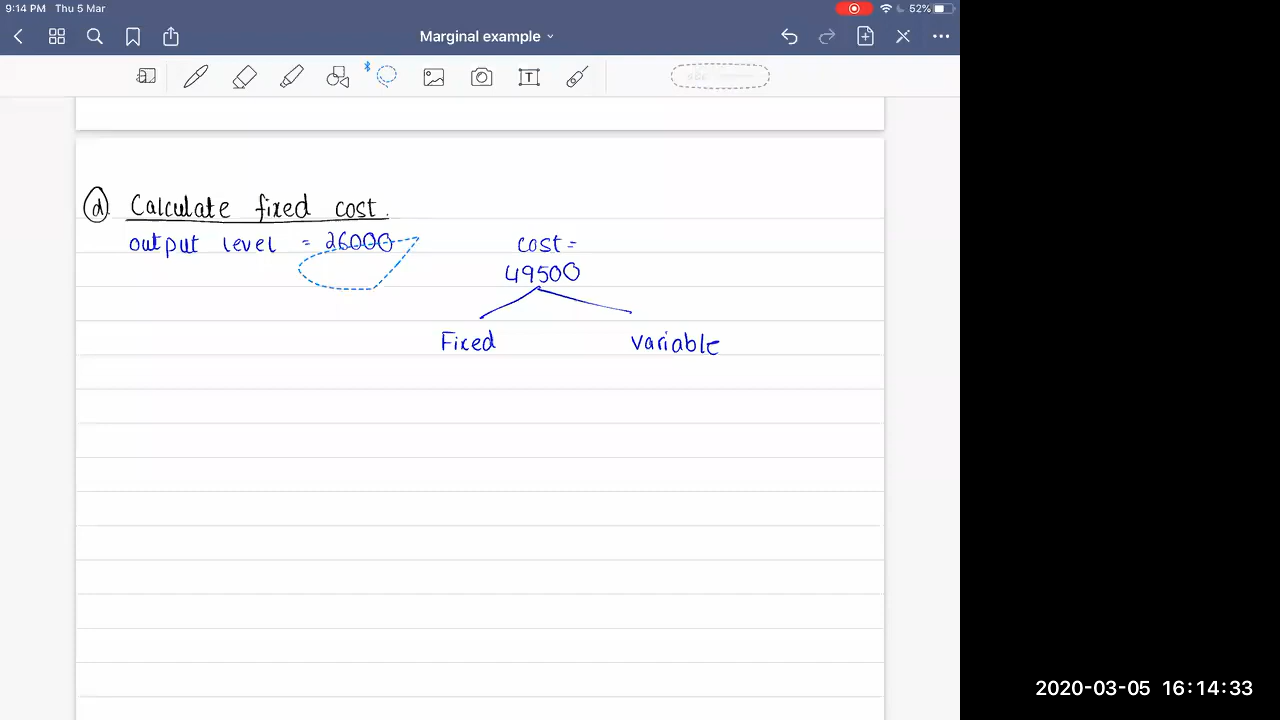 9:14 PM Thu 5 Mar
52%
Marginal example
T
(d) Calculate fixed cost.
output level = 26000
cost =
49500
Fixed
variable
2020-03-05 16:14:33